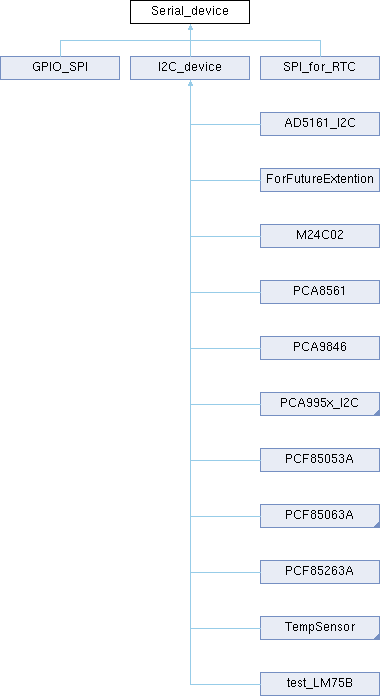 Serial_device
GPIO_SPI
I2C_device
SPI_for_RTC
AD5161_I2C
ForFutureExtention
M24C02
PCA8561
PCA9846
PCA995x_I2C
PCF85053A
PCF85063A
PCF85263A
TempSensor
test_LM75B